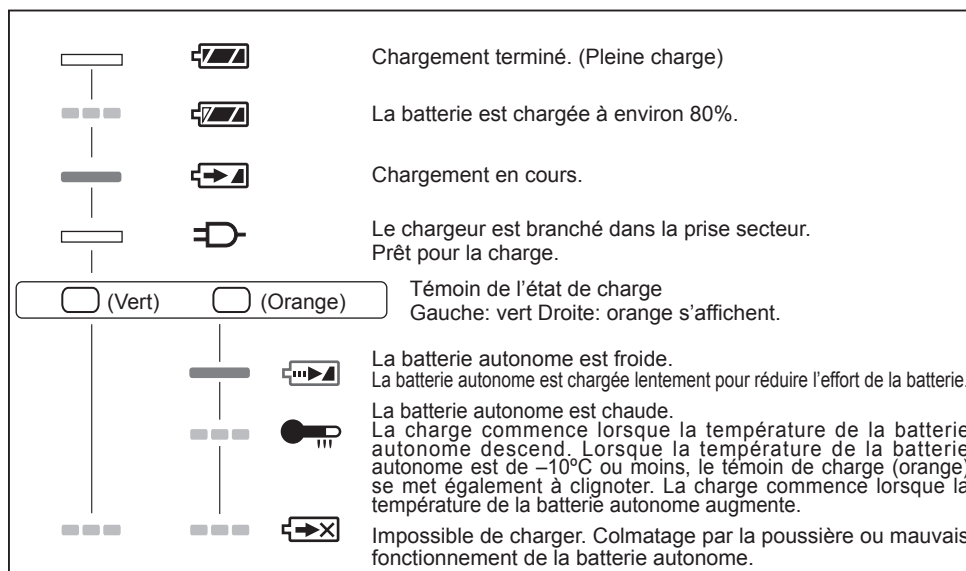 Chargement terminé. (Pleine charge)
La batterie est chargée à environ 80%.
Chargement en cours.
Le chargeur est branché dans la prise secteur.
Prêt pour la charge.
(Vert) (Orange)
Témoin de l’état de charge
Gauche: vert Droite: orange s’affichent.
La batterie autonome est froide.
La batterie autonome est chargée lentement pour réduire l’effort de la batterie.
La batterie autonome est chaude.
La charge commence lorsque la température de la batterie
autonome descend. Lorsque la température de la batterie
autonome est de –10ºC ou moins, le témoin de charge (orange)
se met également à clignoter. La charge commence lorsque la
température de la batterie autonome augmente.
Impossible de charger. Colmatage par la poussière ou mauvais
fonctionnement de la batterie autonome.